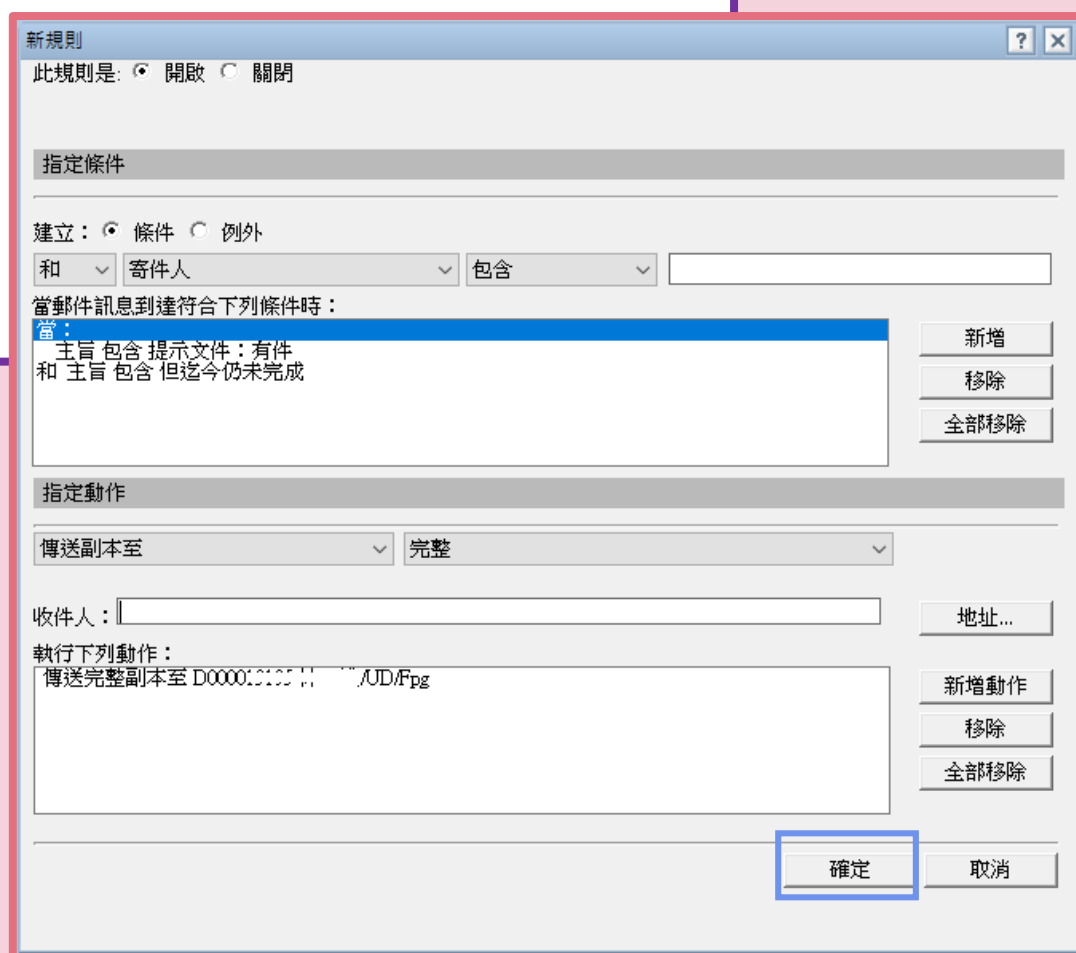 新規則
此規則是: 開啟 關閉
指定條件
建立： 條件 例外
和 寄件人 包含
當郵件訊息到達符合下列條件時：
當：
主旨 包含 提示文件：有件
和 主旨 包含 但迄今仍未完成
新增
移除
全部移除
指定動作
傳送副本至 完整
收件人：
地址...
執行下列動作：
傳送完整副本至 /UD/Fpg
新增動作
移除
全部移除
確定 取消